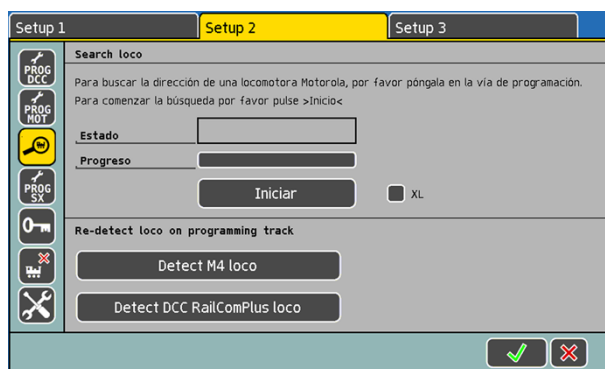 Setup 1
Setup 2
Setup 3
Search loco
PROG
DCC
Para buscar la dirección de una locomotora Motorola, por favor póngala en la vía de programación.
PROG
MOT
Para comenzar la búsqueda por favor pulse >Inicio<
Estado
Progreso
PROG
SX
Iniciar
XL
Re-detect loco on programming track
Detect M4 loco
Detect DCC RailComPlus loco